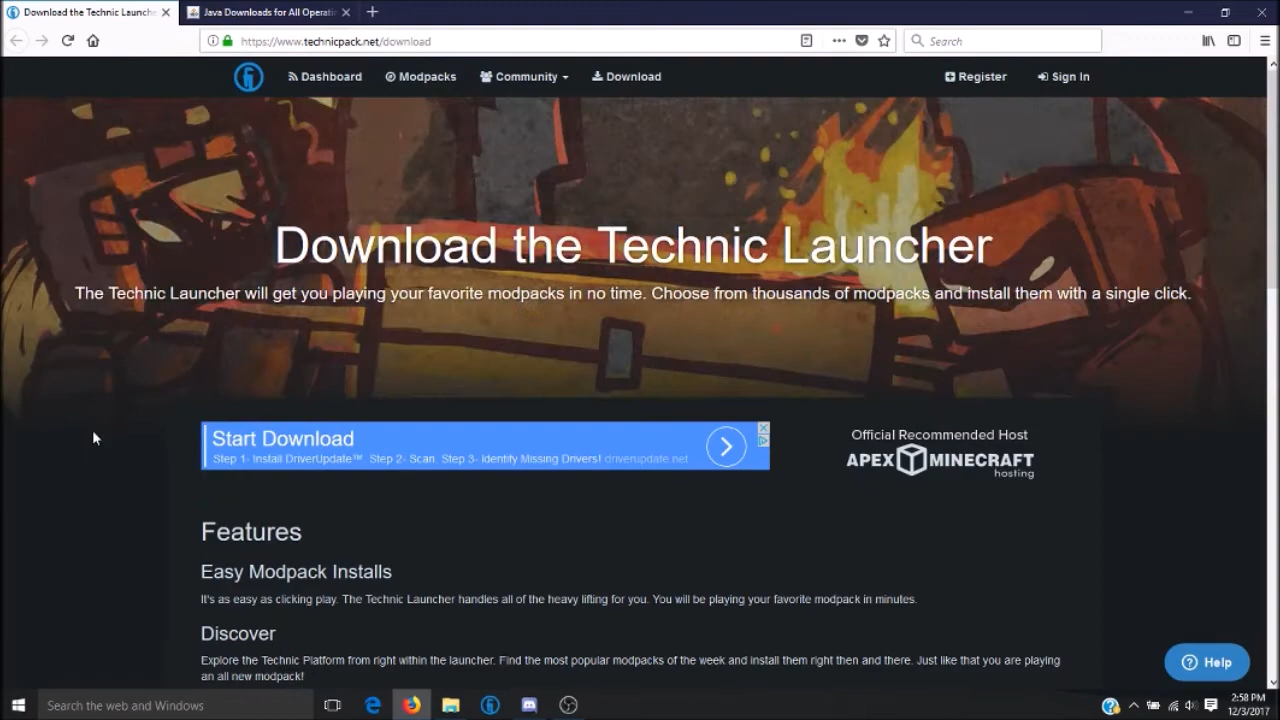 Download the Technic Launche
Java Downloads for All Operati
https://www.technicpack.net/download
Search
Dashboard
Modpacks
Community
Download
Register
Sign In
Download the Technic Launcher
The Technic Launcher will get you playing your favorite modpacks in no time. Choose from thousands of modpacks and install them with a single click.
Start Download
Step 1- Install DriverUpdate™ Step 2- Scan. Step 3- Identify Missing Drivers! driverupdate.net
Official Recommended Host
APEX MINECRAFT
hosting
Features
Easy Modpack Installs
It's as easy as clicking play. The Technic Launcher handles all of the heavy lifting for you. You will be playing your favorite modpack in minutes.
Discover
Explore the Technic Platform from right within the launcher. Find the most popular modpacks of the week and install them right then and there. Just like that you are playing
an all new modpack!
Help
Search the web and Windows
2:58 PM
12/3/2017